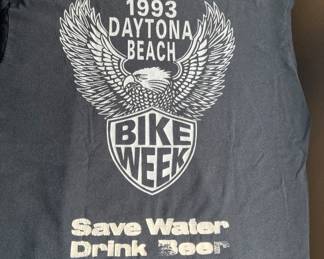 1993
DAYTONA
BEACH
BIKE
WEEK
Save Water
Drink Beer